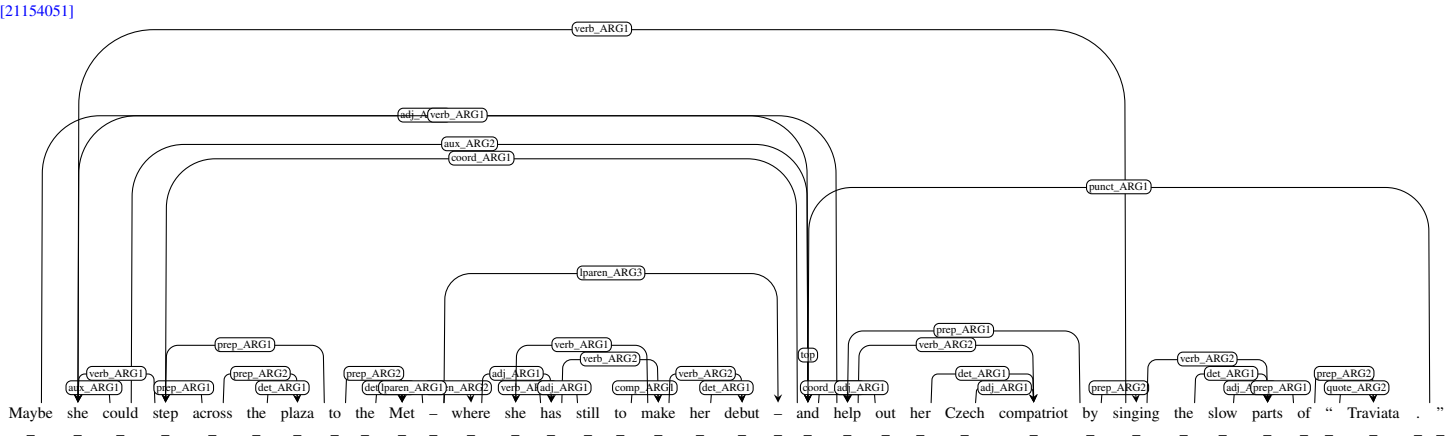 [21154051]
verb_ARG1
verb_ARG1
aux_ARG2
coord_ARG1
punct_ARG1
lparen_ARG3
prep_ARG1
verb_ARG1
prep_ARG1
verb_ARG2
verb_ARG2
top
verb_ARG1 prep_ARG2 prep_ARG2 adj_ARG1 verb_ARG2 det_ARG1 det_ARG1 prep_ARG2
aux_ARG1 prep_ARG1 det_ARG1 lparen_ARG1 adj_ARG1 comp_ARG1 det_ARG1 adj_ARG1 adj_ARG1 prep_ARG2 prep_ARG1 quote_ARG2
Maybe she could step across the plaza to the Met – where she has still to make her debut – and help out her Czech compatriot by singing the slow parts of “ Traviata . ”
_ _ _ _ _ _ _ _ _ _ _ _ _ _ _ _ _ _ _ _ _ _ _ _ _ _ _ _ _ _ _ _ _ _ _ _